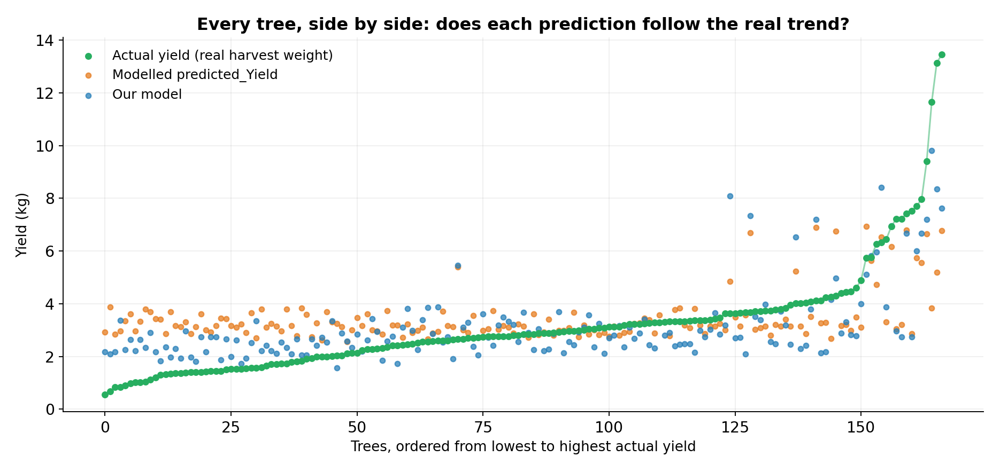 Every tree, side by side: does each prediction follow the real trend?
14
12
10
8
6
4
2
0
Yield (kg)
Actual yield (real harvest weight)
Modelled predicted_Yield
Our model
0 25 50 75 100 125 150
Trees, ordered from lowest to highest actual yield